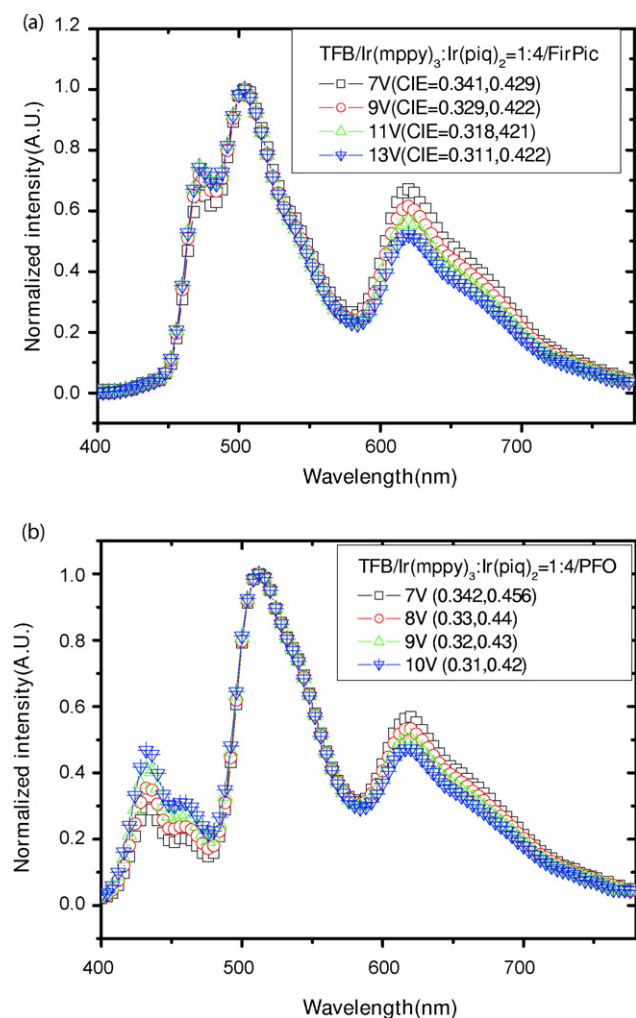 (a)
TFB/Ir(mppy)₃:Ir(piq)₂=1:4/FirPic
7V(CIE=0.341,0.429)
9V(CIE=0.329,0.422)
11V(CIE=0.318,421)
13V(CIE=0.311,0.422)
Normalized intensity(A.U.)
1.2
1.0
0.8
0.6
0.4
0.2
0.0
400 500 600 700
Wavelength(nm)
(b)
TFB/Ir(mppy)₃:Ir(piq)₂=1:4/PFO
7V (0.342,0.456)
8V (0.33,0.44)
9V (0.32,0.43)
10V (0.31,0.42)
Normalized intensity(A.U.)
1.0
0.8
0.6
0.4
0.2
0.0
400 500 600 700
Wavelength(nm)